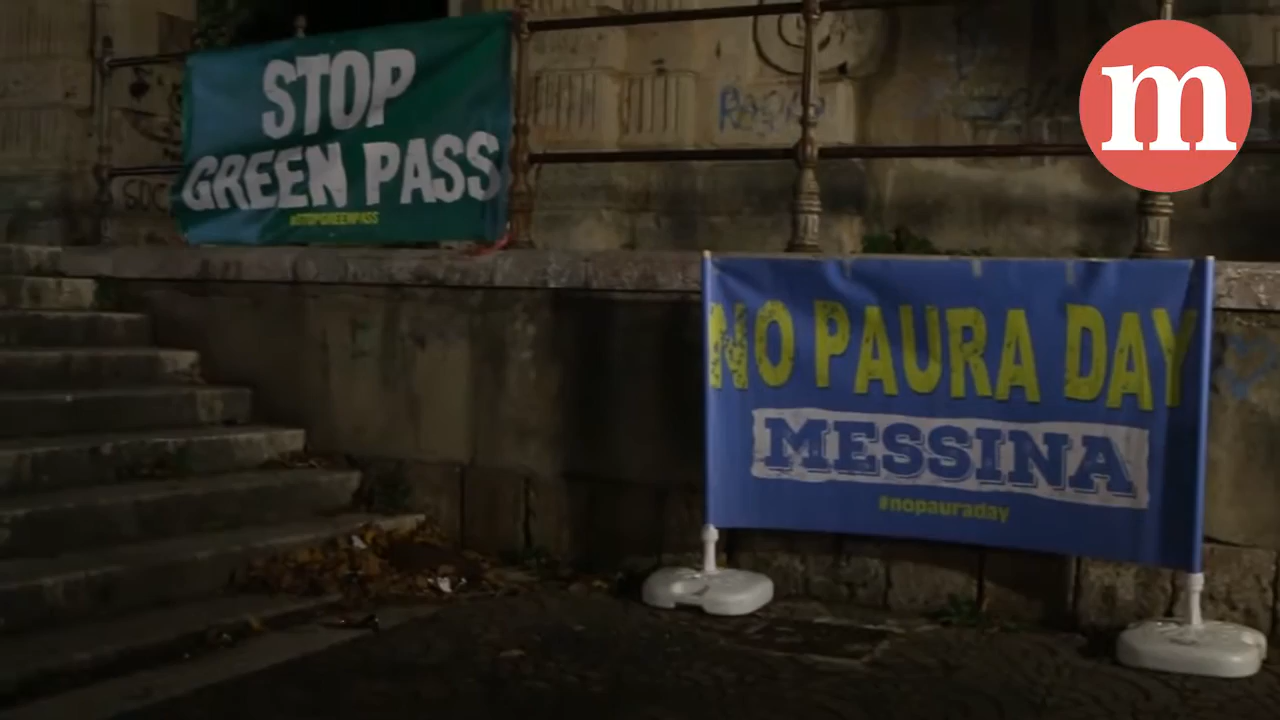 STOP
GREEN PASS
#STOPGREENPASS
m
NO PAURA DAY
MESSINA
#nopauraday